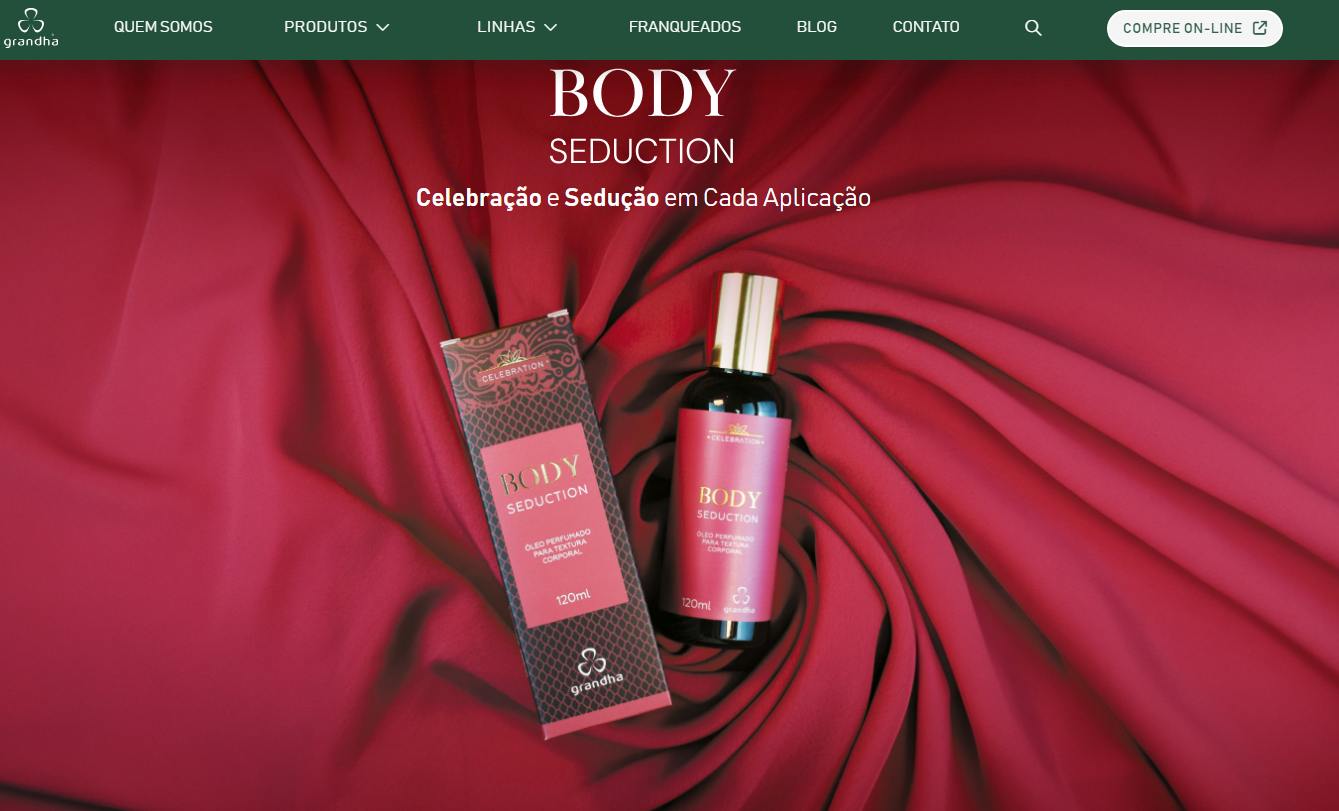 grandha
QUEM SOMOS
PRODUTOS
LINHAS
FRANQUEADOS
BLOG
CONTATO
COMPRE ON-LINE
BODY
SEDUCTION
Celebração e Sedução em Cada Aplicação
CELEBRATION
BODY
SEDUCTION
ÓLEO PERFUMADO
PARA TEXTURA
CORPORAL
120ml
grandha
CELEBRATION
BODY
SEDUCTION
ÓLEO PERFUMADO
PARA TEXTURA
CORPORAL
120ml
grandha